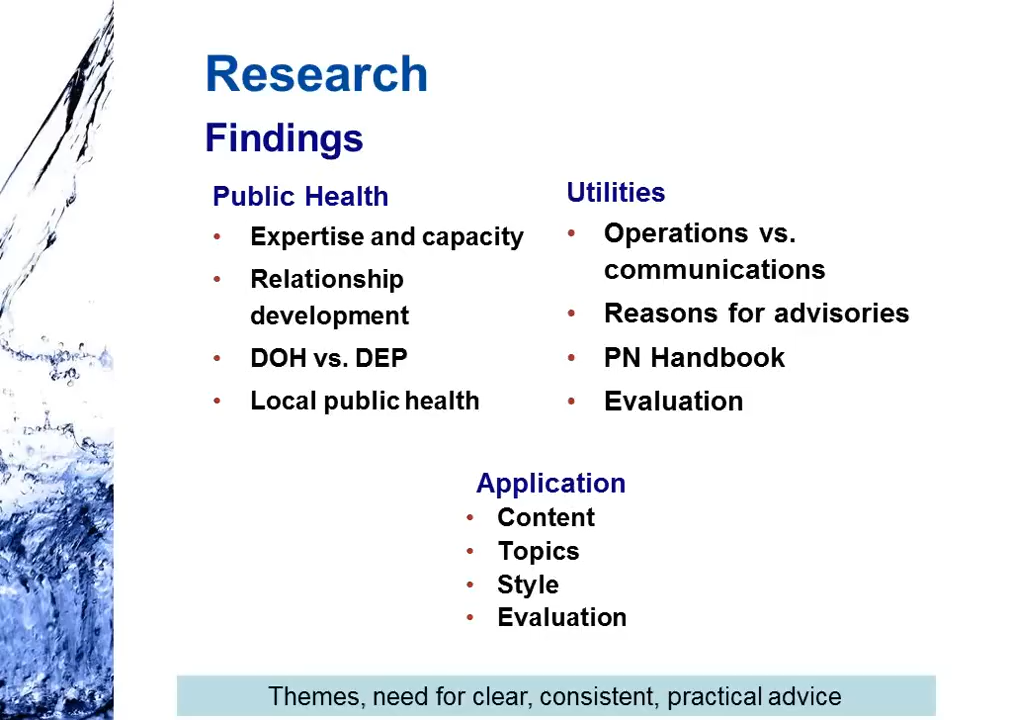 Research
Findings
Public Health
• Expertise and capacity
• Relationship
development
• DOH vs. DEP
• Local public health
Utilities
• Operations vs.
communications
• Reasons for advisories
• PN Handbook
• Evaluation
Application
• Content
• Topics
• Style
• Evaluation
Themes, need for clear, consistent, practical advice